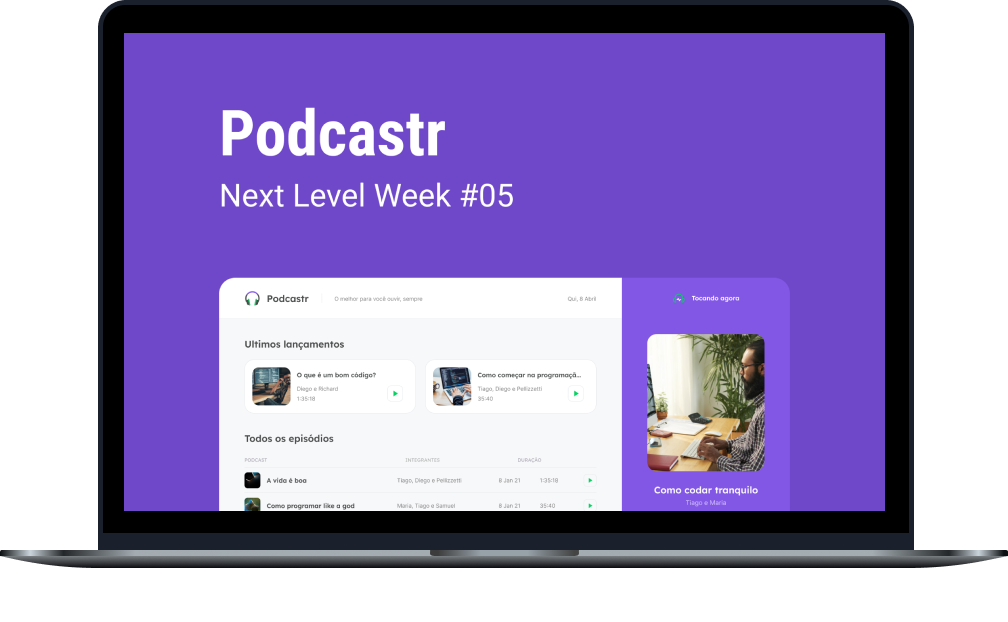 Podcastr
Next Level Week #05
Podcastr
O melhor para você ouvir, sempre
Qui, 8 Abril
Tocando agora
Ultimos lançamentos
O que é um bom código?
Diego e Richard
1:35:18
Como começar na programaçã...
Tiago, Diego e Pellizzetti
35:40
Todos os episódios
PODCAST INTEGRANTES DURAÇÃO
A vida é boa Tiago, Diego e Pellizzetti 8 Jan 21 1:35:18
Como programar like a god Maria, Tiago e Samuel 8 Jan 21 35:40
Como codar tranquilo
Tiago e Maria